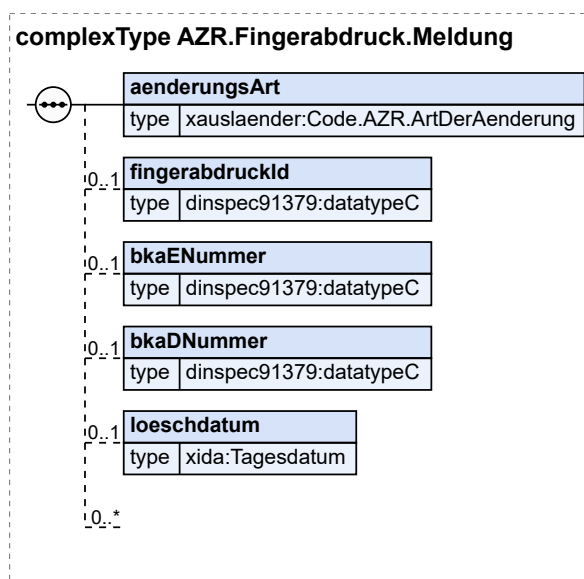 complexType AZR.Fingerabdruck.Meldung
aenderungsArt
type xauslaender:Code.AZR.ArtDerAenderung
0..1 fingerabdruckId
type dinspec91379:datatypeC
0..1 bkaENummer
type dinspec91379:datatypeC
0..1 bkaDNummer
type dinspec91379:datatypeC
0..1 loeschdatum
type xida:Tagesdatum
0..*